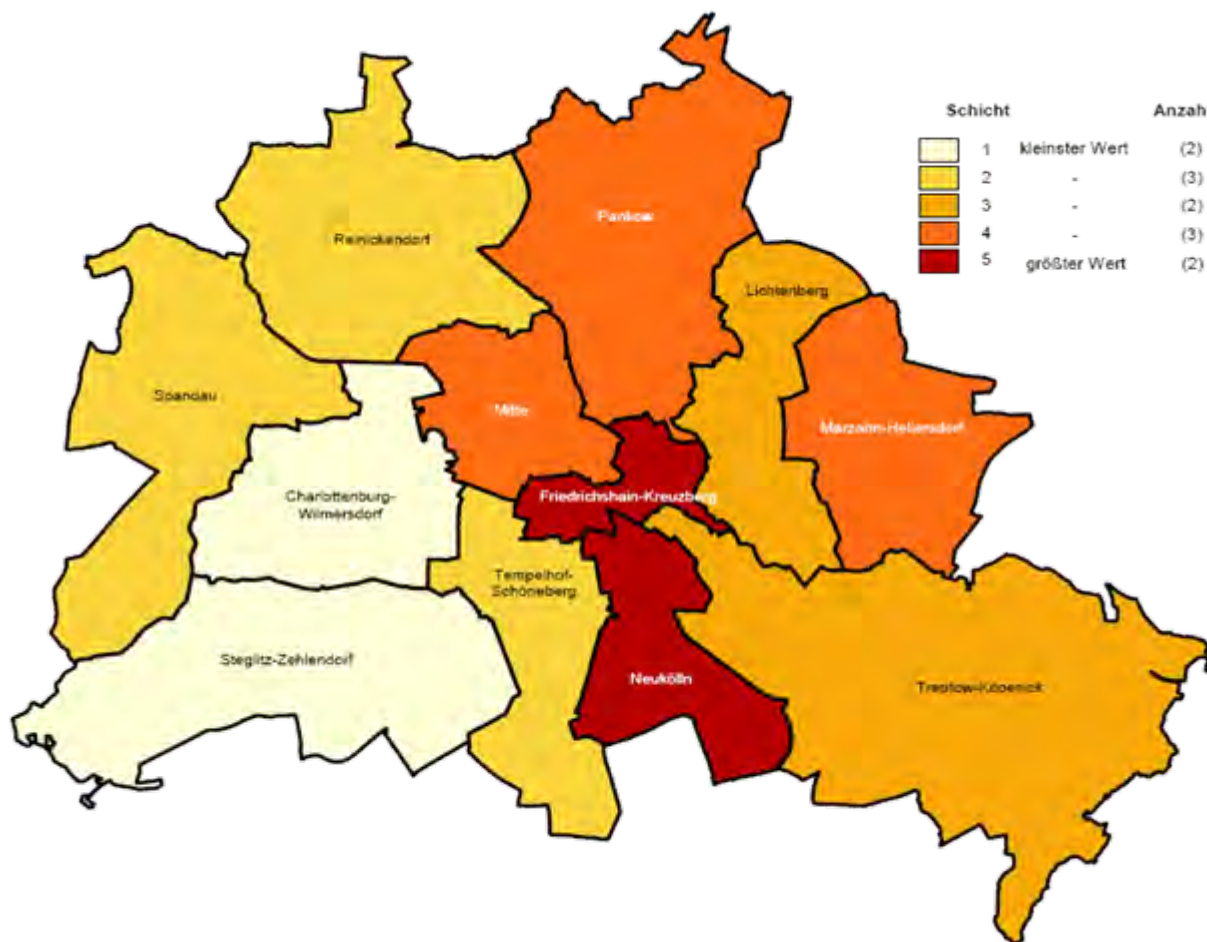 Schicht Anzah
1 kleinster Wert (2)
2 - (3)
3 - (2)
4 - (3)
5 größter Wert (2)
Pankow
Reinickendorf
Lichtenberg
Spandau
Mitte
Marzahn-Hellersdorf
Charlottenburg-
Wilmersdorf
Friedrichshain-Kreuzberg
Tempelhof-
Schöneberg
Steglitz-Zehlendorf
Neukölln
Treptow-Köpenick